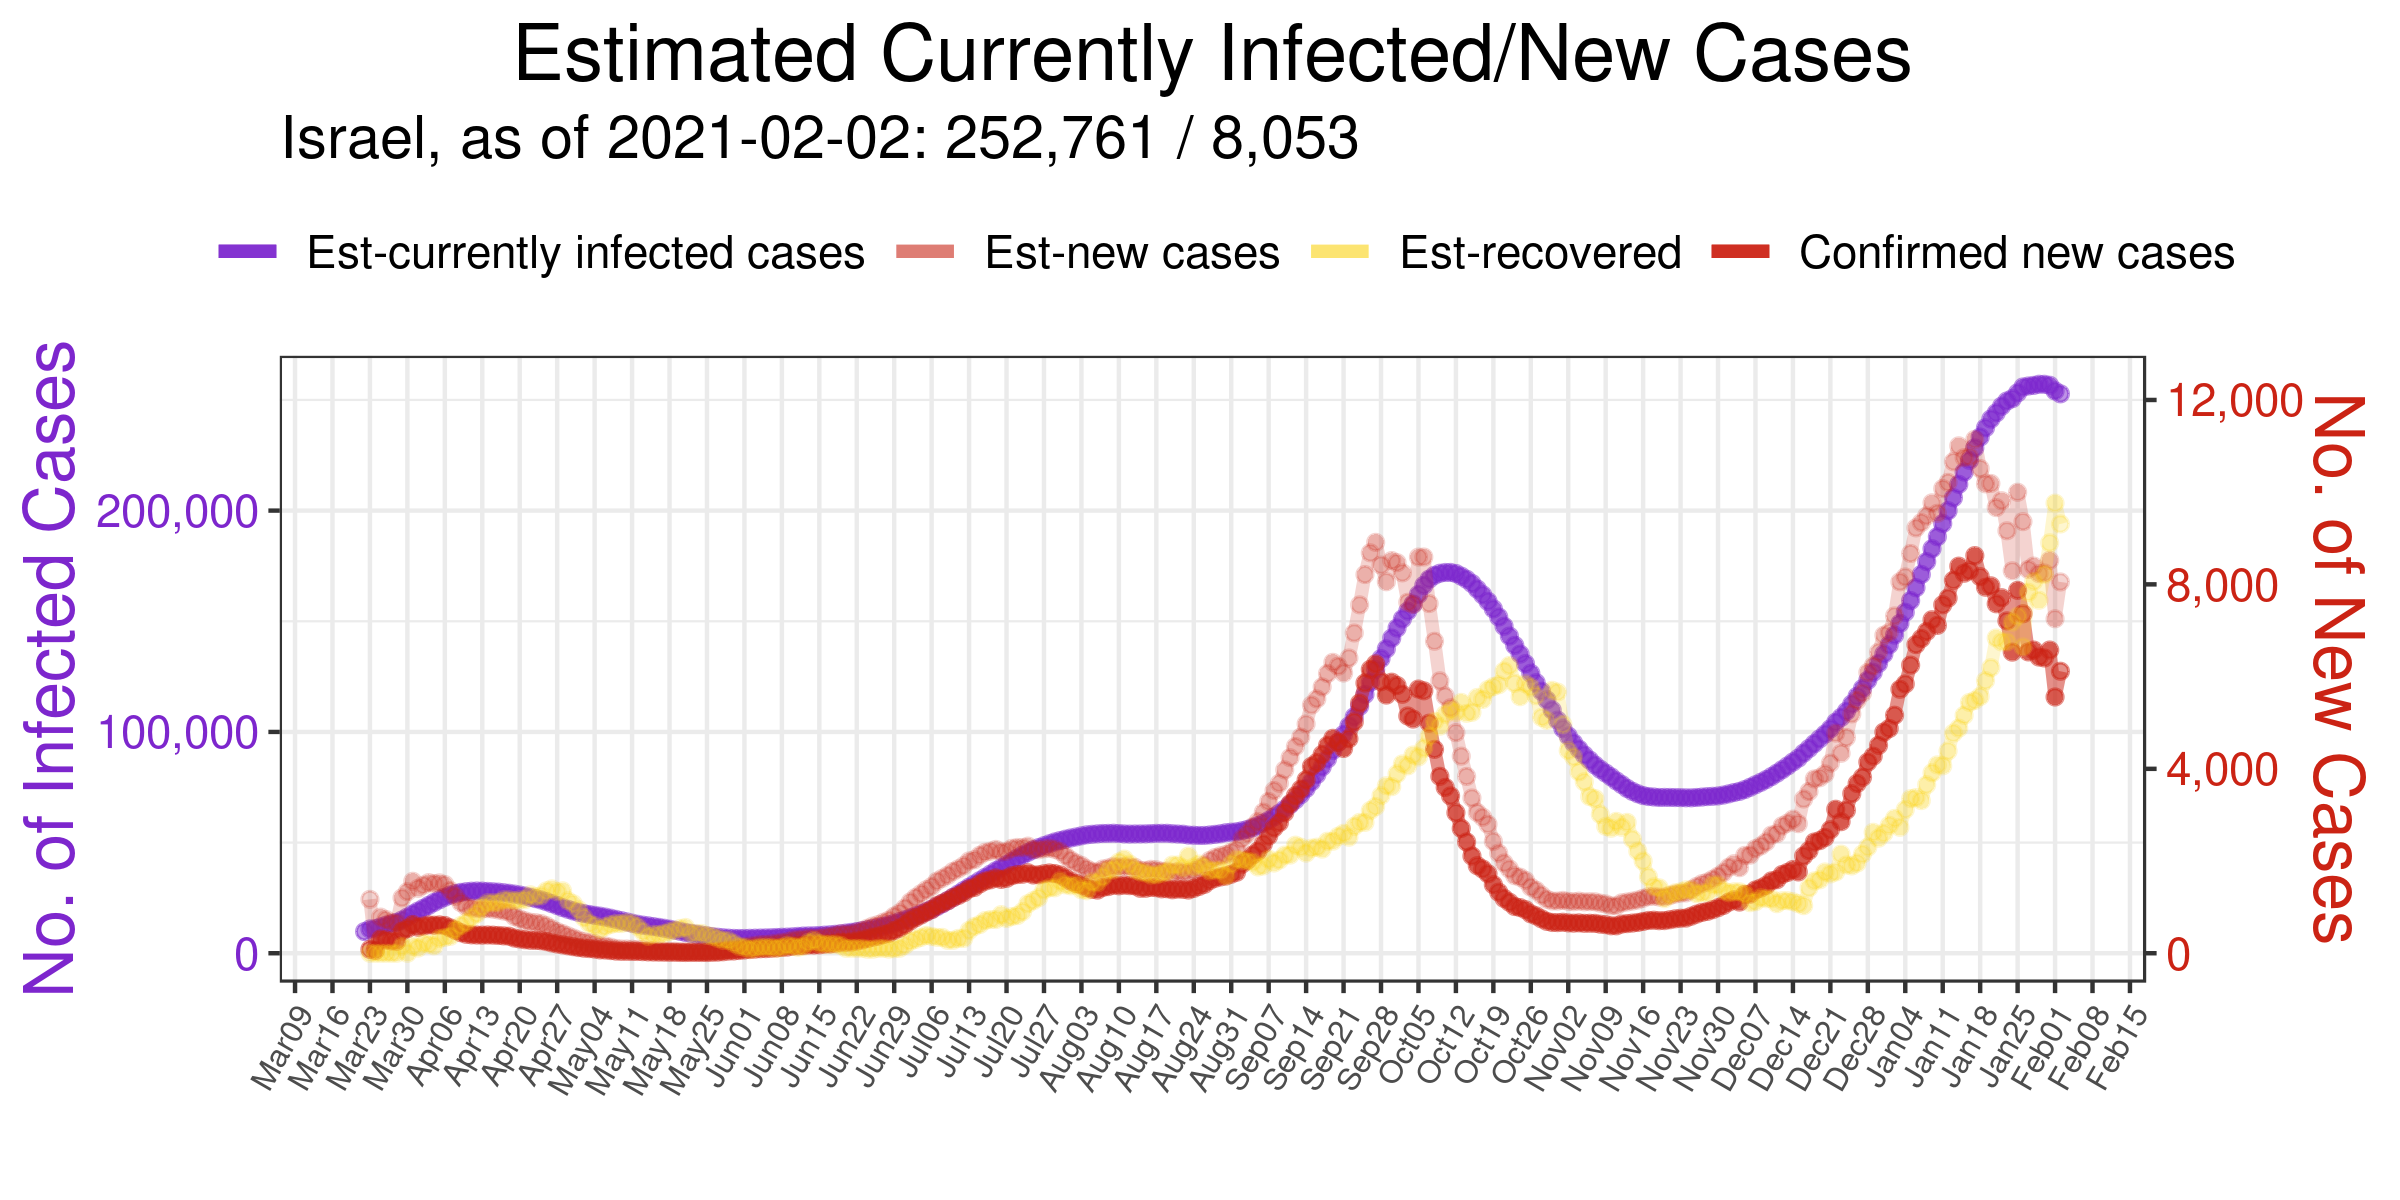 Estimated Currently Infected/New Cases
Israel, as of 2021-02-02: 252,761 / 8,053
Est-currently infected cases Est-new cases Est-recovered Confirmed new cases
No. of Infected Cases
200,000
100,000
0
12,000
8,000
4,000
0
No. of New Cases
Mar09 Mar16 Mar23 Mar30 Apr06 Apr13 Apr20 Apr27 May04 May11 May18 May25 Jun01 Jun08 Jun15 Jun22 Jun29 Jul06 Jul13 Jul20 Jul27 Aug03 Aug10 Aug17 Aug24 Aug31 Sep07 Sep14 Sep21 Sep28 Oct05 Oct12 Oct19 Oct26 Nov02 Nov09 Nov16 Nov23 Nov30 Dec07 Dec14 Dec21 Dec28 Jan04 Jan11 Jan18 Jan25 Feb01 Feb08 Feb15